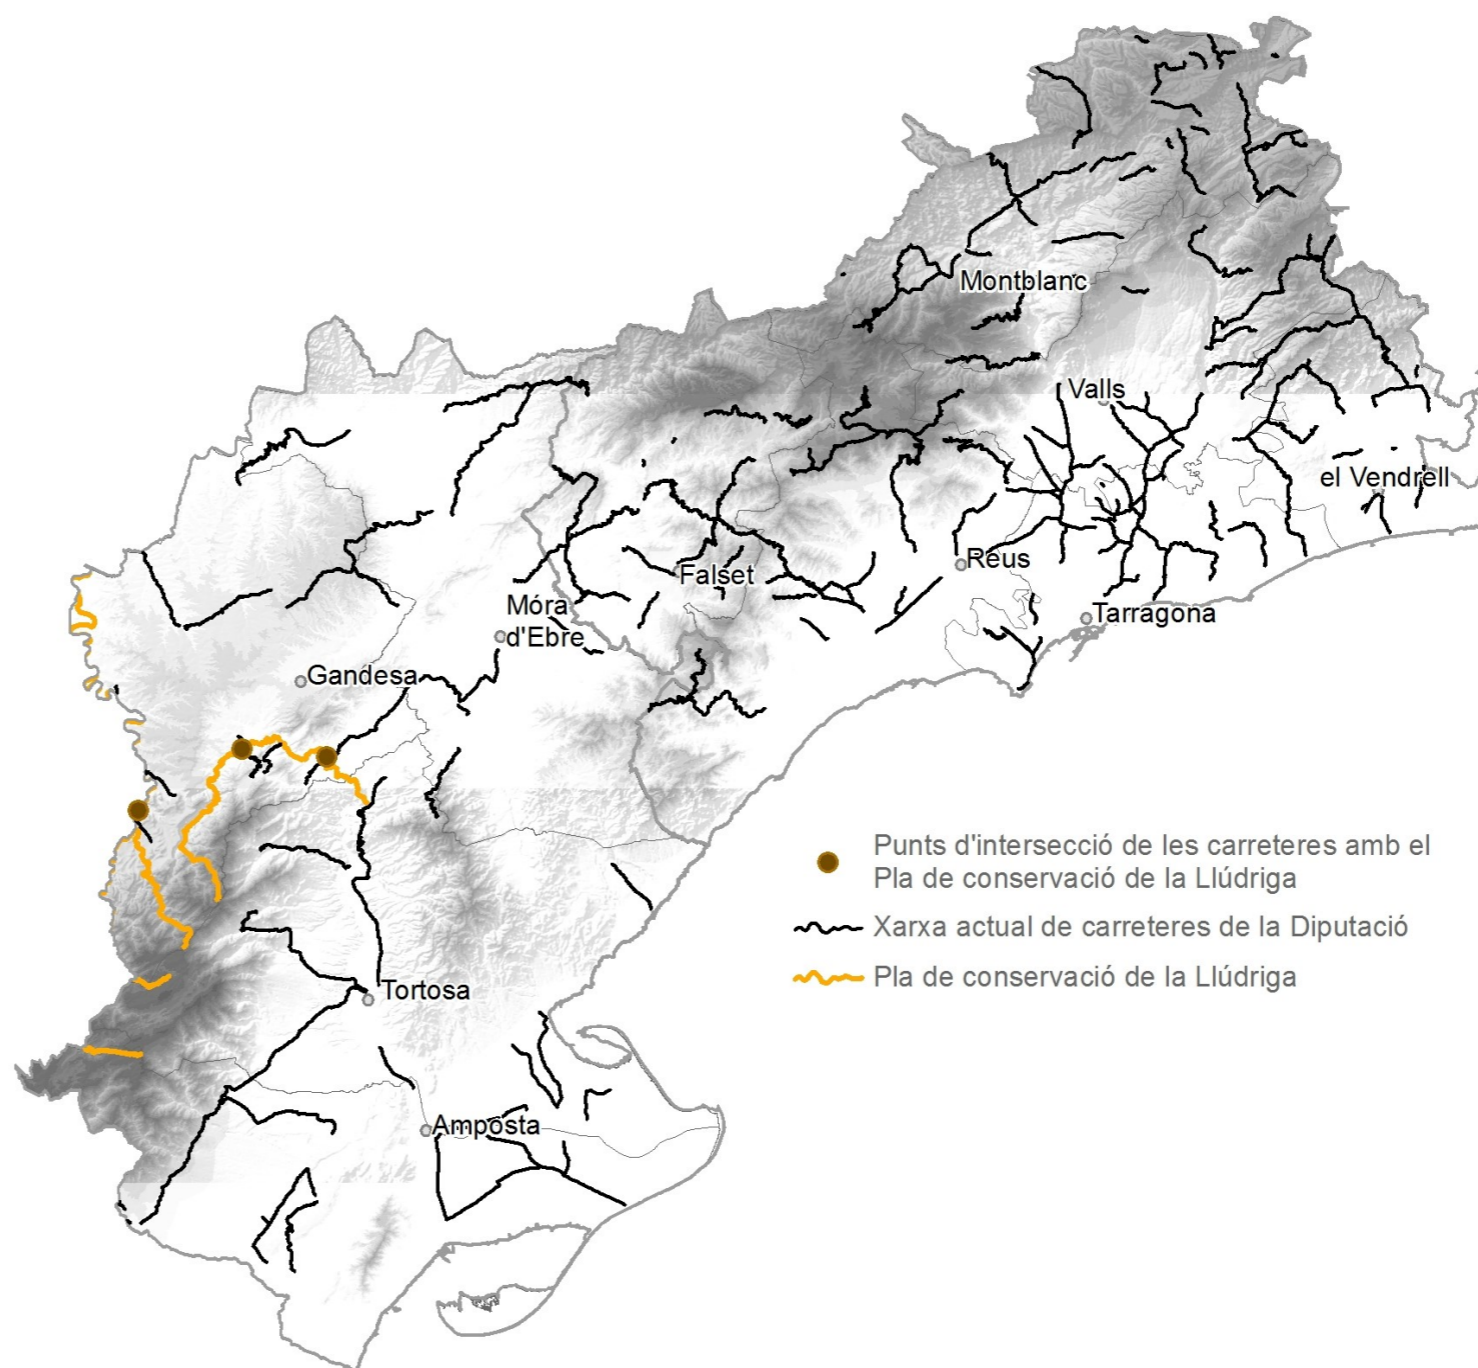 Montblanc
Valls
el Vendrell
Reus
Falset
Móra
d'Ebre
Tarragona
Gandesa
Punts d'intersecció de les carreteres amb el
Pla de conservació de la Llúdriga
Xarxa actual de carreteres de la Diputació
Pla de conservació de la Llúdriga
Tortosa
Amposta